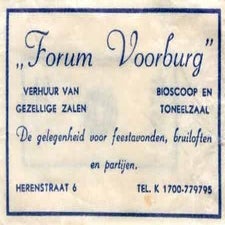 „Forum Voorburg”
VERHUUR VAN
GEZELLIGE ZALEN
BIOSCOOP EN
TONEELZAAL
De gelegenheid voor feestavonden, bruiloften
en partijen.
HERENSTRAAT 6
TEL. K 1700-779795